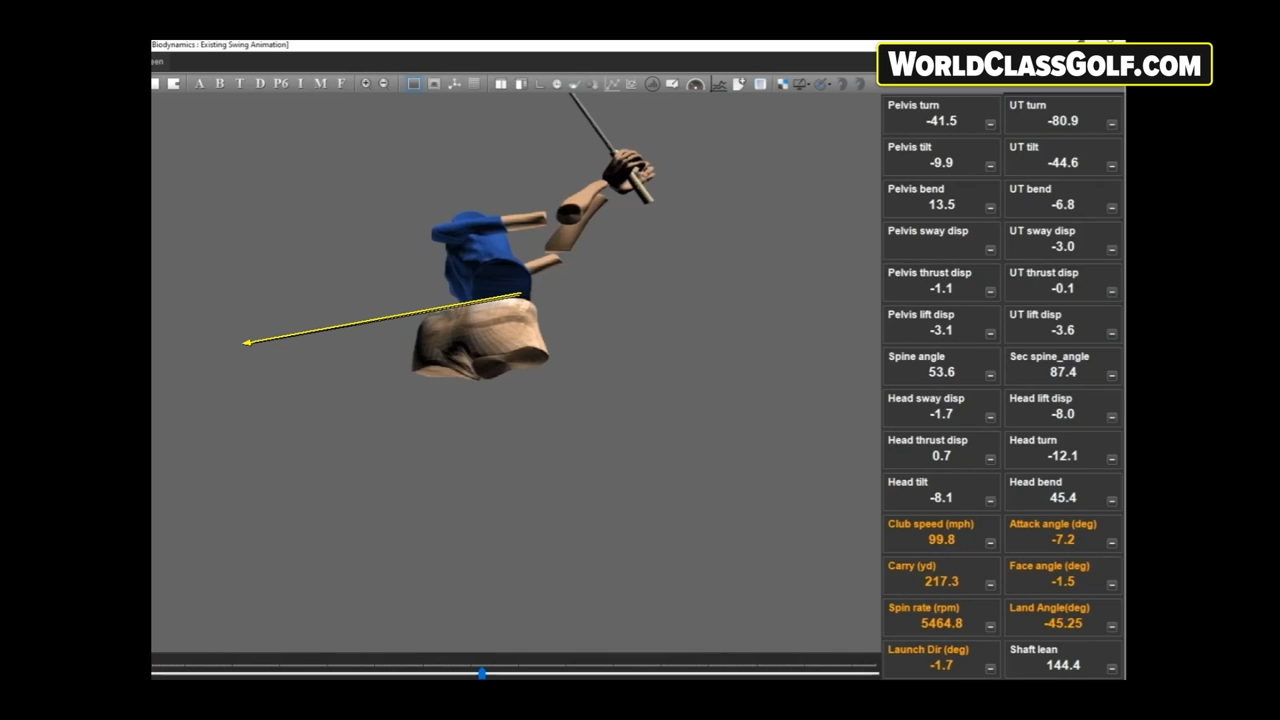 Biodynamics : Existing Swing Animation]
WORLDCLASSGOLF.COM
een
A B T D P6 I M F
Pelvis turn UT turn
-41.5 -80.9
Pelvis tilt UT tilt
-9.9 -44.6
Pelvis bend UT bend
13.5 -6.8
Pelvis sway disp UT sway disp
-3.0
Pelvis thrust disp UT thrust disp
-1.1 -0.1
Pelvis lift disp UT lift disp
-3.1 -3.6
Spine angle Sec spine_angle
53.6 87.4
Head sway disp Head lift disp
-1.7 -8.0
Head thrust disp Head turn
0.7 -12.1
Head tilt Head bend
-8.1 45.4
Club speed (mph) Attack angle (deg)
99.8 -7.2
Carry (yd) Face angle (deg)
217.3 -1.5
Spin rate (rpm) Land Angle(deg)
5464.8 -45.25
Launch Dir (deg) Shaft lean
-1.7 144.4